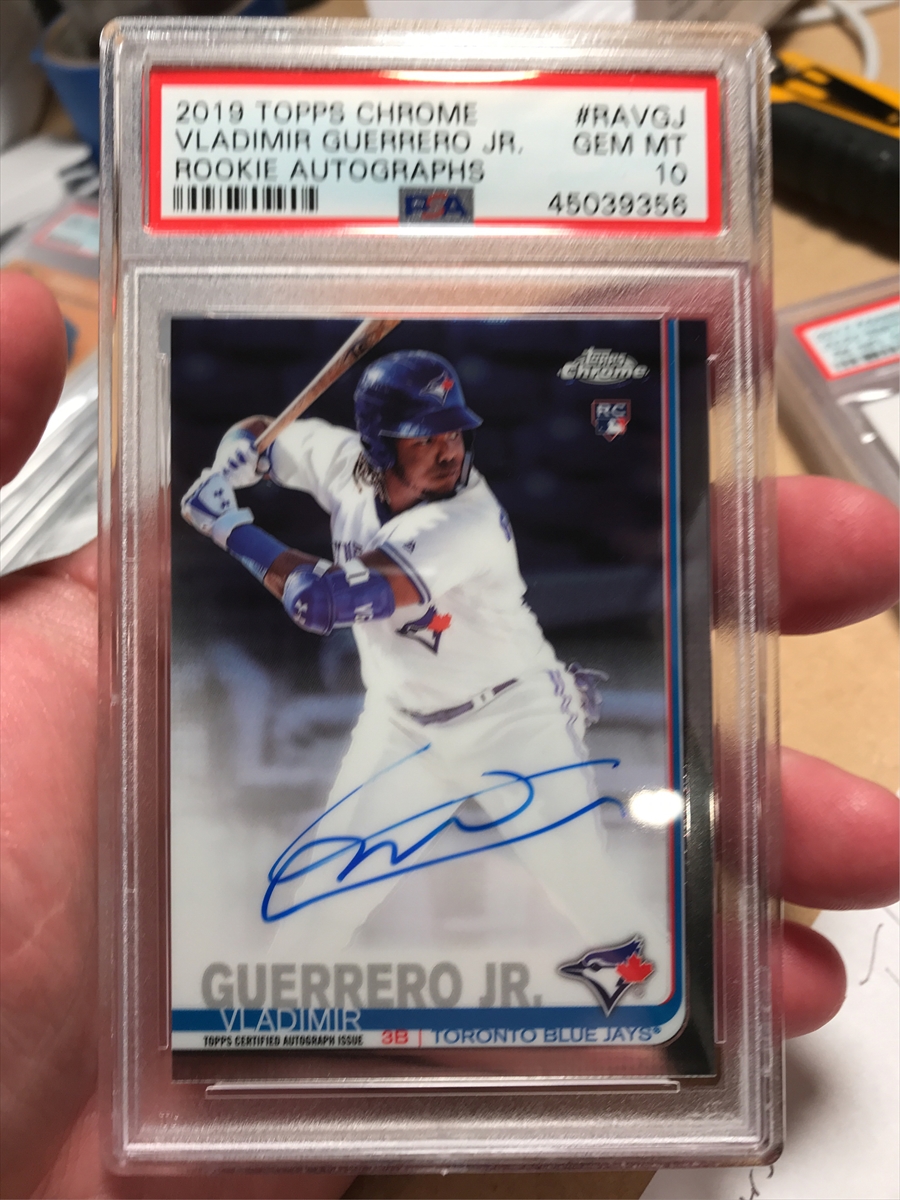 2019 TOPPS CHROME #RAVGJ
VLADIMIR GUERRERO JR. GEM MT
ROOKIE AUTOGRAPHS 10
PSA 45039356
Topps
Chrome
RC
GUERRERO JR.
VLADIMIR
TOPPS CERTIFIED AUTOGRAPH ISSUE 3B | TORONTO BLUE JAYS®